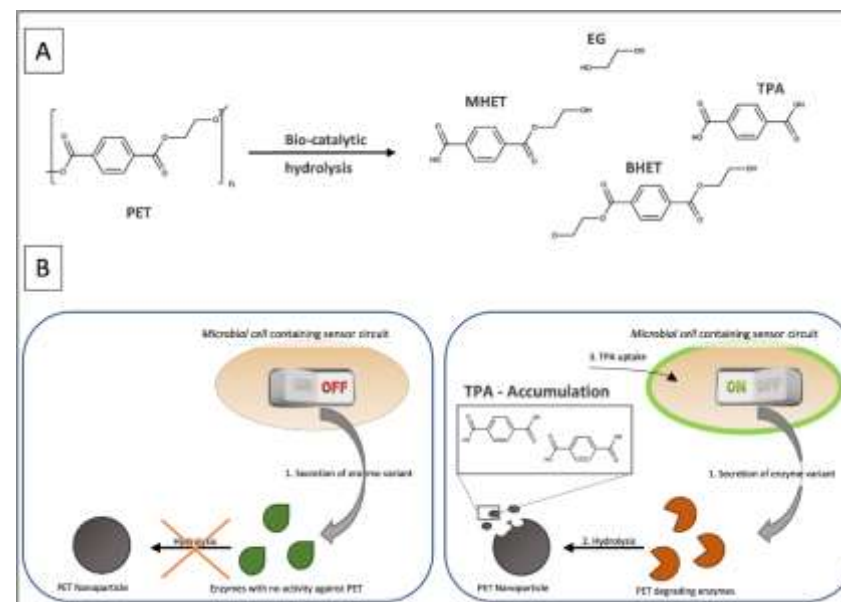 A
EG
HO
OH
TPA
MHET
Bio-catalytic
hydrolysis
PET
n
BHET
B
Microbial cell containing sensor circuit
OFF
1. Secretion of enzyme variant
Hydrolysis
PET Nanoparticle
Enzymes with no activity against PET
Microbial cell containing sensor circuit
3. TPA uptake
ON OFF
TPA - Accumulation
1. Secretion of enzyme variant
2. Hydrolysis
PET Nanoparticle
PET degrading enzymes